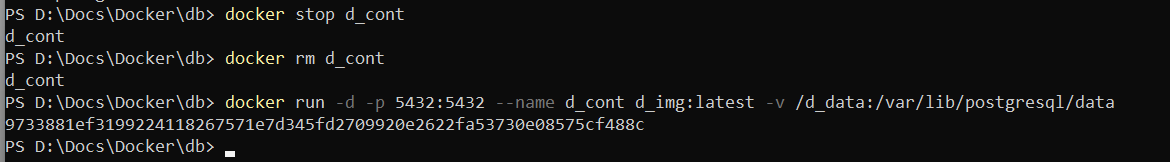 PS D:\Docs\Docker\db> docker stop d_cont
d_cont
PS D:\Docs\Docker\db> docker rm d_cont
d_cont
PS D:\Docs\Docker\db> docker run -d -p 5432:5432 --name d_cont d_img:latest -v /d_data:/var/lib/postgresql/data
9733881ef3199224118267571e7d345fd2709920e2622fa53730e08575cf488c
PS D:\Docs\Docker\db>